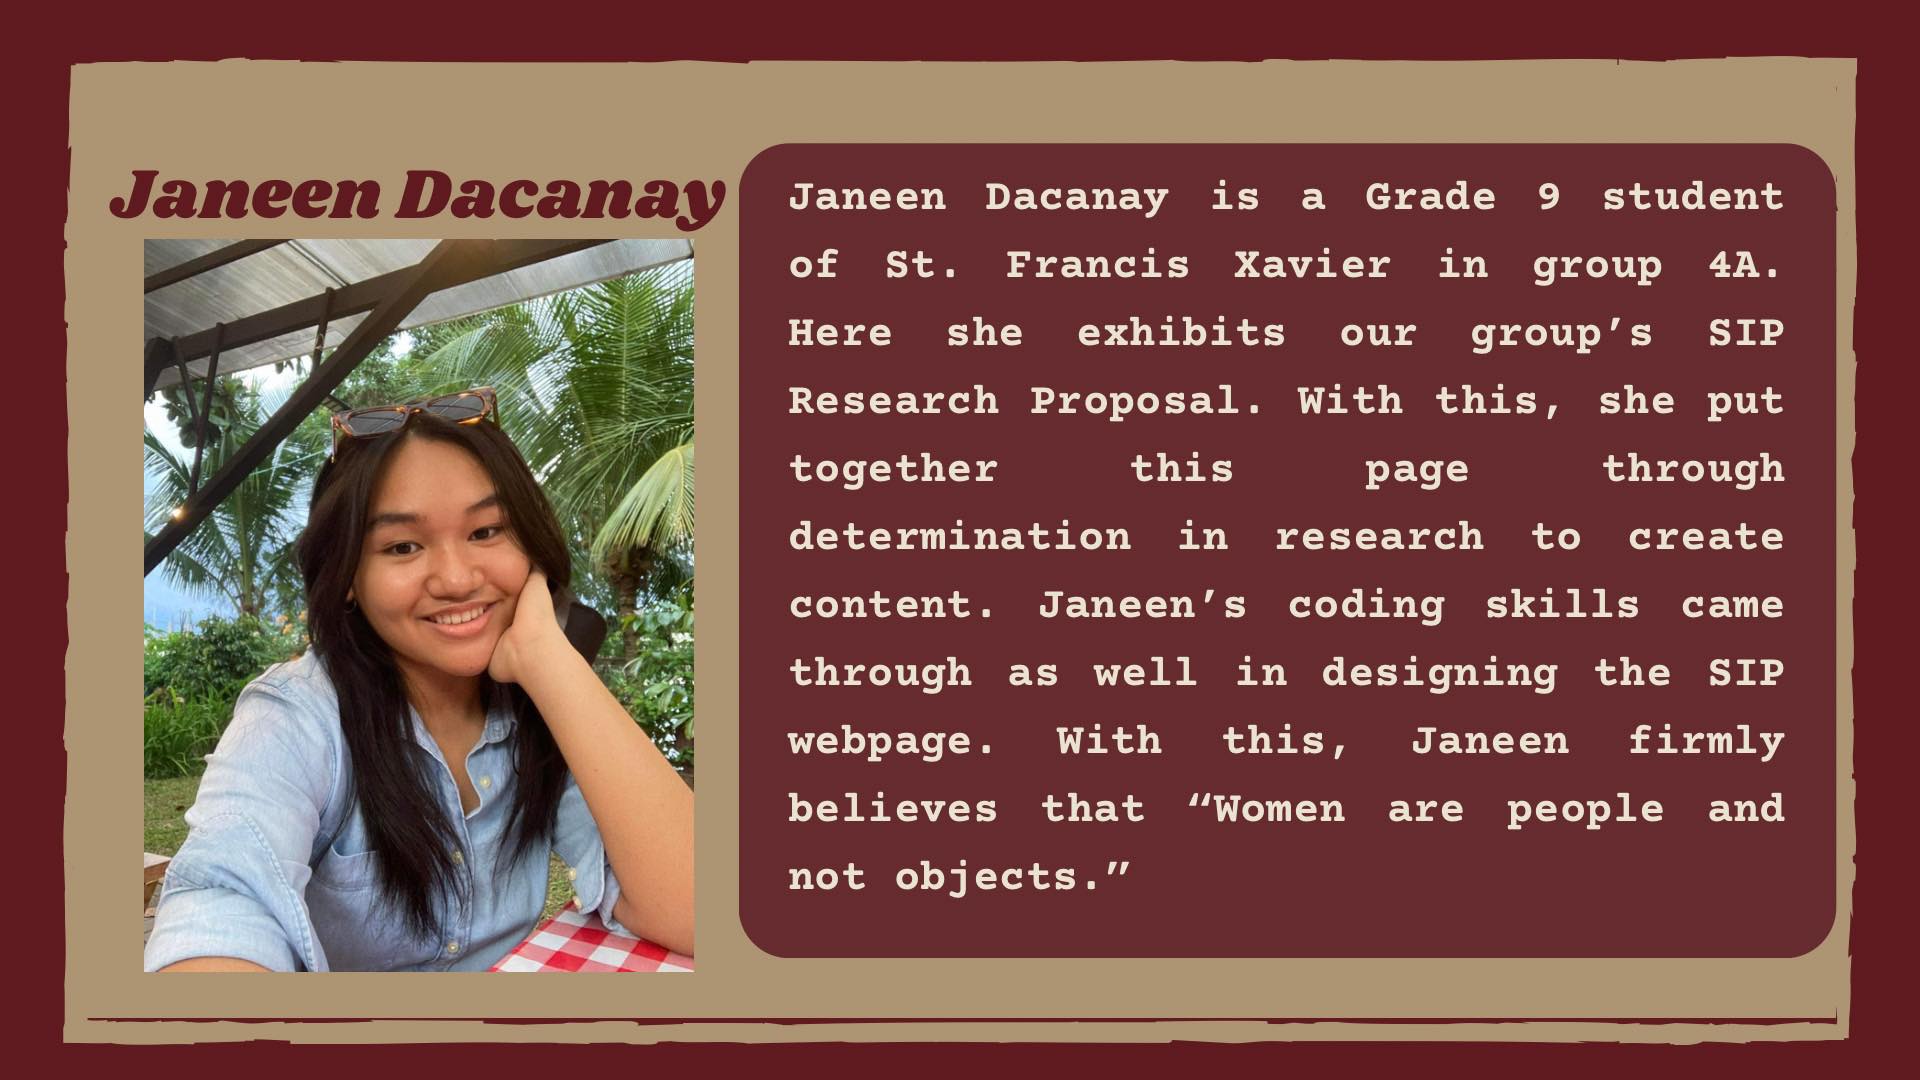 Janeen Dacanay
Janeen Dacanay is a Grade 9 student
of St. Francis Xavier in group 4A.
Here she exhibits our group’s SIP
Research Proposal. With this, she put
together this page through
determination in research to create
content. Janeen’s coding skills came
through as well in designing the SIP
webpage. With this, Janeen firmly
believes that “Women are people and
not objects.”